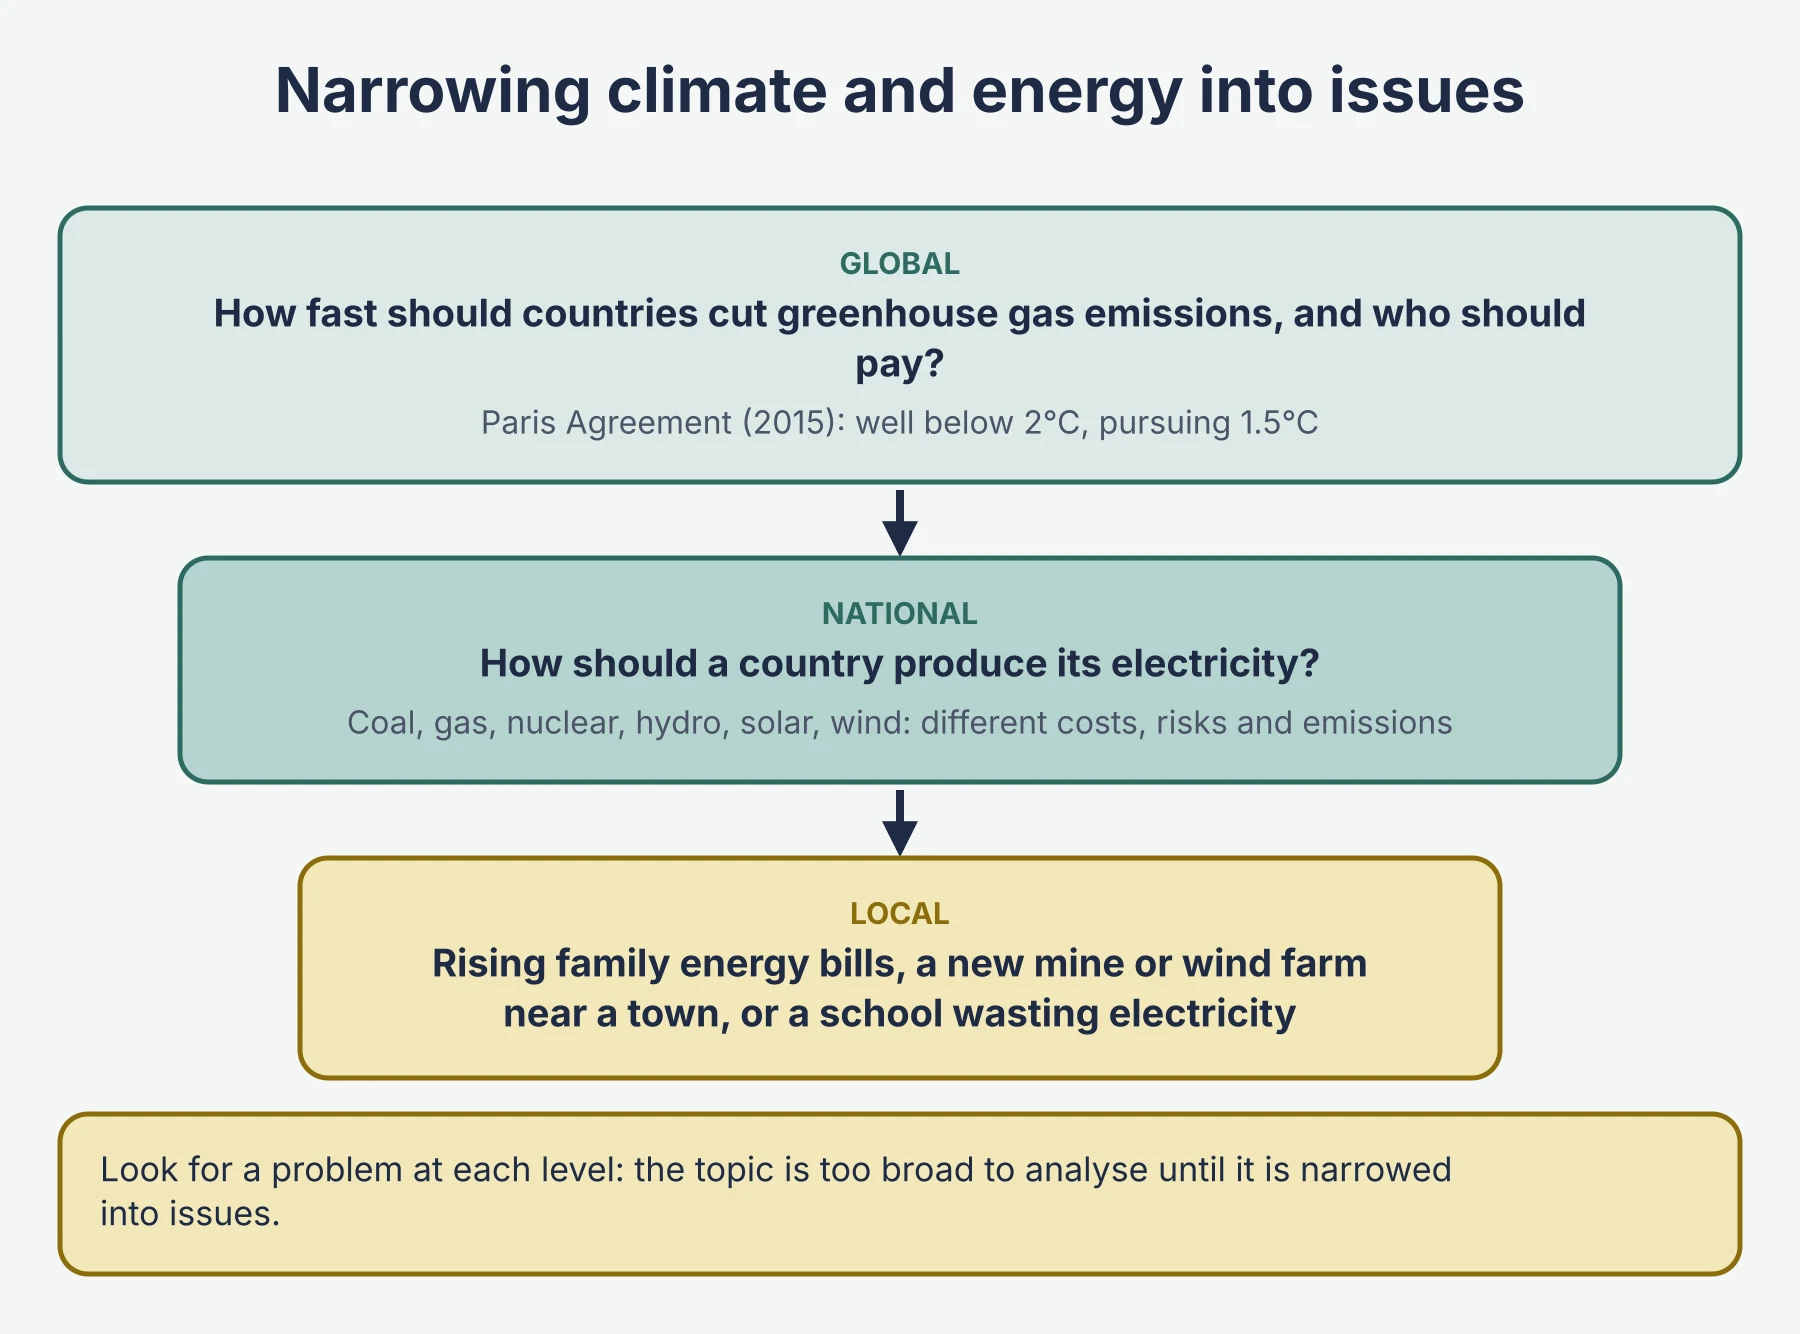 Narrowing climate and energy into issues
GLOBAL
How fast should countries cut greenhouse gas emissions, and who should
pay?
Paris Agreement (2015): well below 2°C, pursuing 1.5°C
NATIONAL
How should a country produce its electricity?
Coal, gas, nuclear, hydro, solar, wind: different costs, risks and emissions
LOCAL
Rising family energy bills, a new mine or wind farm
near a town, or a school wasting electricity
Look for a problem at each level: the topic is too broad to analyse until it is narrowed
into issues.